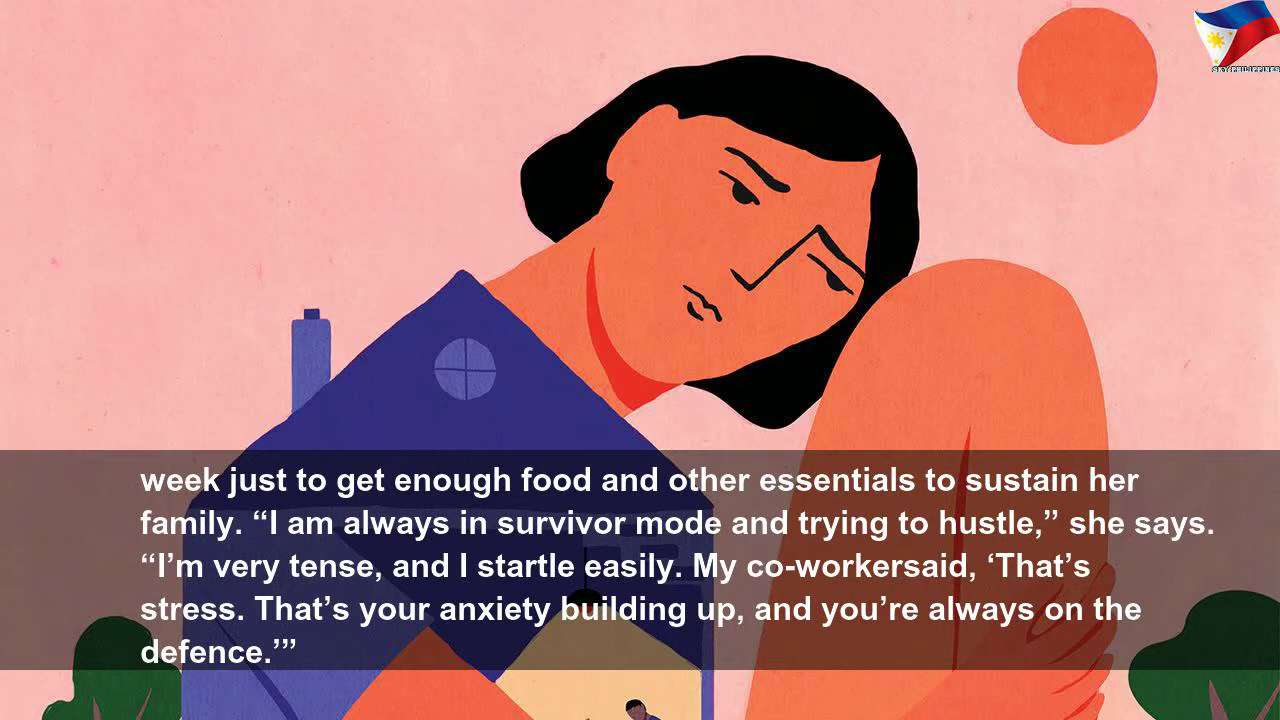 SKY PHILIPPINES
week just to get enough food and other essentials to sustain her
family. “I am always in survivor mode and trying to hustle,” she says.
“I’m very tense, and I startle easily. My co-workersaid, ‘That’s
stress. That’s your anxiety building up, and you’re always on the
defence.’”